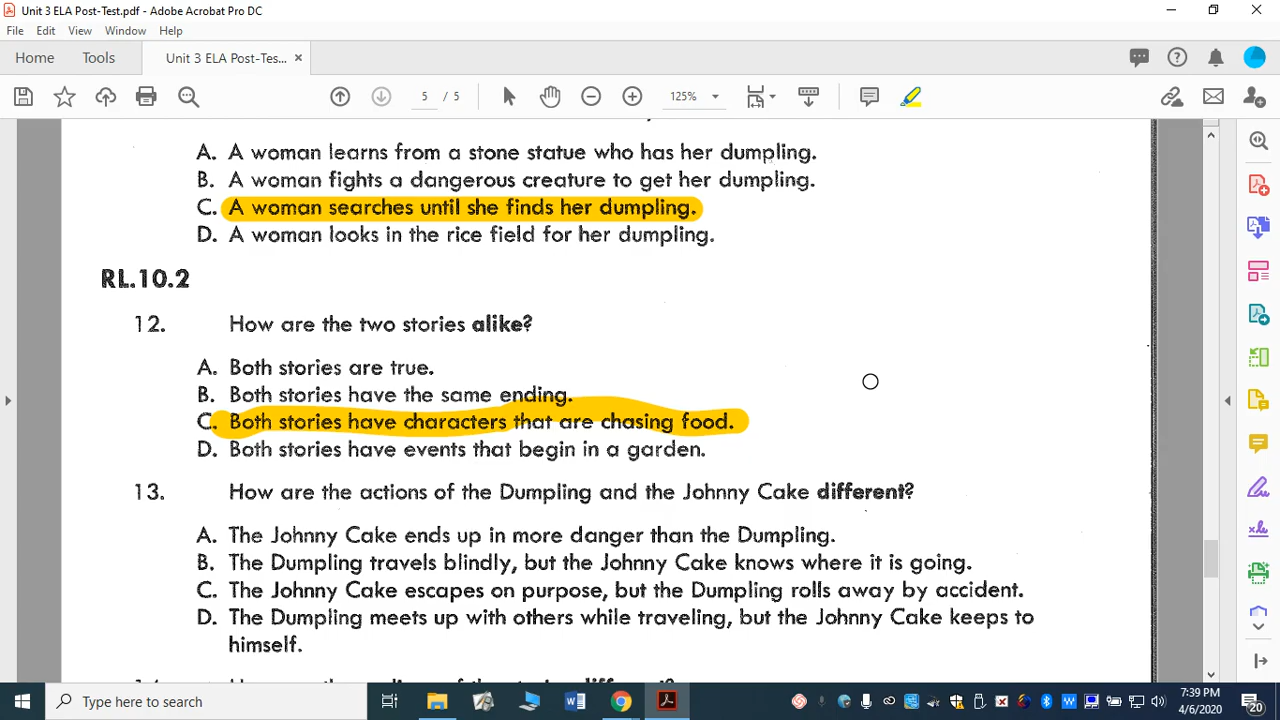 Unit 3 ELA Post-Test.pdf - Adobe Acrobat Pro DC
File Edit View Window Help
Home Tools Unit 3 ELA Post-Tes... ×
5 / 5 125%
A. A woman learns from a stone statue who has her dumpling.
B. A woman fights a dangerous creature to get her dumpling.
C. A woman searches until she finds her dumpling.
D. A woman looks in the rice field for her dumpling.
RL.10.2
12. How are the two stories alike?
A. Both stories are true.
B. Both stories have the same ending.
C. Both stories have characters that are chasing food.
D. Both stories have events that begin in a garden.
13. How are the actions of the Dumpling and the Johnny Cake different?
A. The Johnny Cake ends up in more danger than the Dumpling.
B. The Dumpling travels blindly, but the Johnny Cake knows where it is going.
C. The Johnny Cake escapes on purpose, but the Dumpling rolls away by accident.
D. The Dumpling meets up with others while traveling, but the Johnny Cake keeps to
himself.
Type here to search
7:39 PM
4/6/2020
20